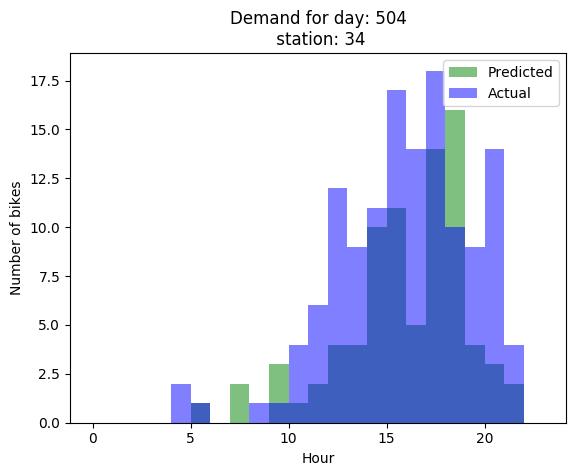 Demand for day: 504
station: 34
Predicted
Actual
17.5
15.0
12.5
10.0
7.5
5.0
2.5
0.0
Number of bikes
0 5 10 15 20
Hour